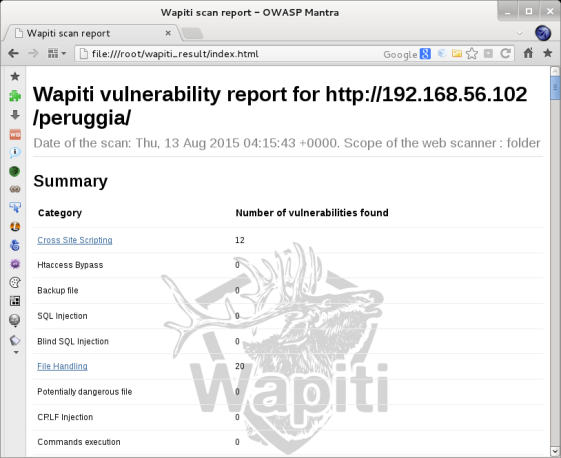 Wapiti scan report - OWASP Mantra
Wapiti scan report
file:///root/wapiti_result/index.html
Google
Wapiti vulnerability report for http://192.168.56.102
/peruggia/
Date of the scan: Thu, 13 Aug 2015 04:15:43 +0000. Scope of the web scanner : folder
Summary
Category Number of vulnerabilities found
Cross Site Scripting 12
Htaccess Bypass 0
Backup file 0
SQL Injection 0
Blind SQL Injection 0
File Handling 20
Potentially dangerous file 0
CRLF Injection 0
Commands execution 0
Wapiti